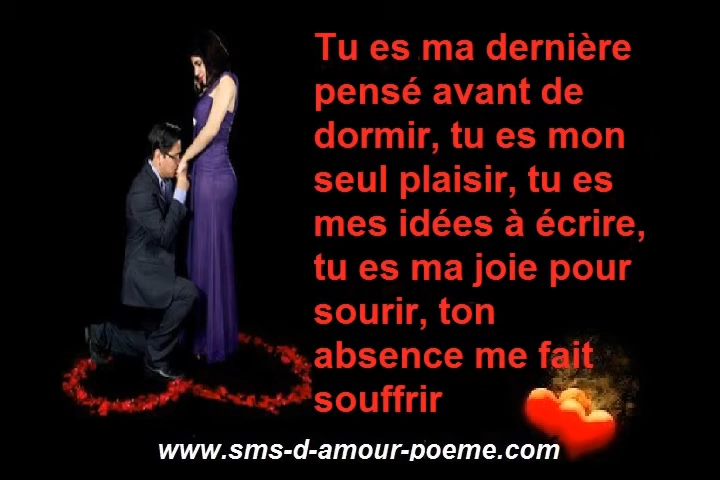 Tu es ma dernière
pensé avant de
dormir, tu es mon
seul plaisir, tu es
mes idées à écrire,
tu es ma joie pour
sourir, ton
absence me fait
souffrir
www.sms-d-amour-poeme.com